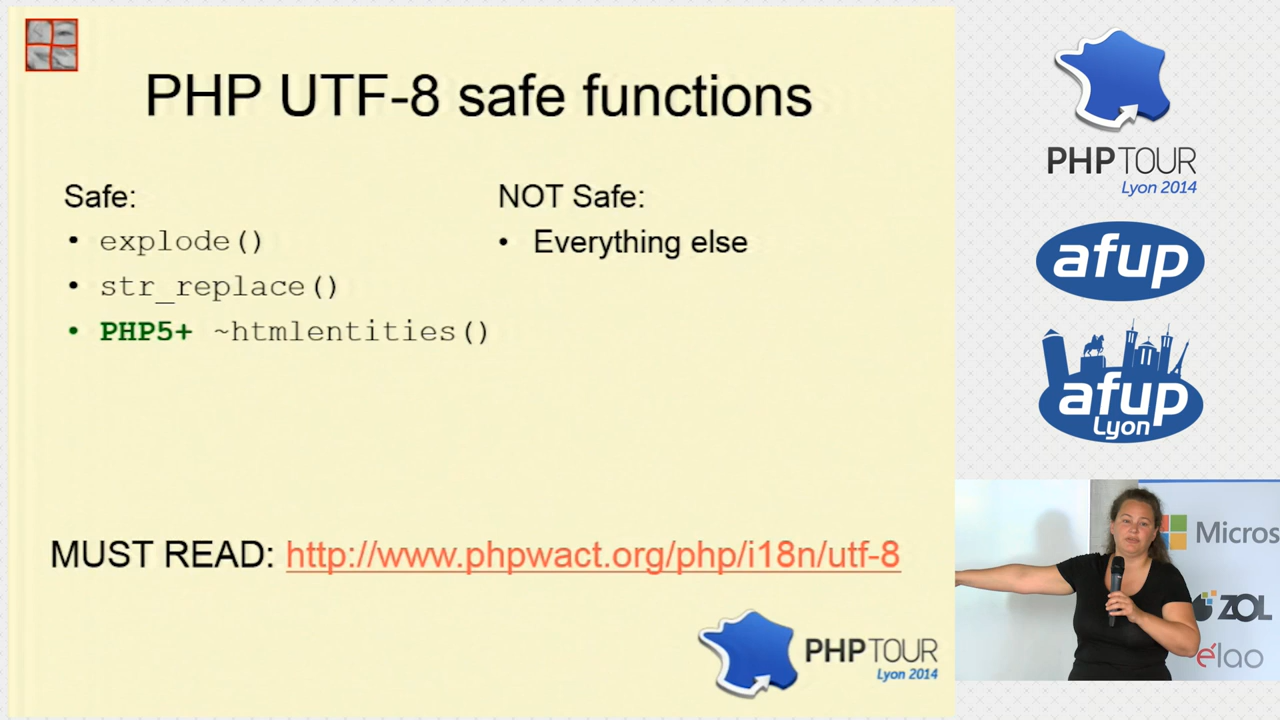 PHP UTF-8 safe functions
Safe:
• explode()
• str_replace()
• PHP5+ ~htmlentities()
NOT Safe:
• Everything else
MUST READ: http://www.phpwact.org/php/i18n/utf-8
PHPTOUR
Lyon 2014
PHPTOUR
Lyon 2014
afup
afup
Lyon
Micros
ZOL
élao